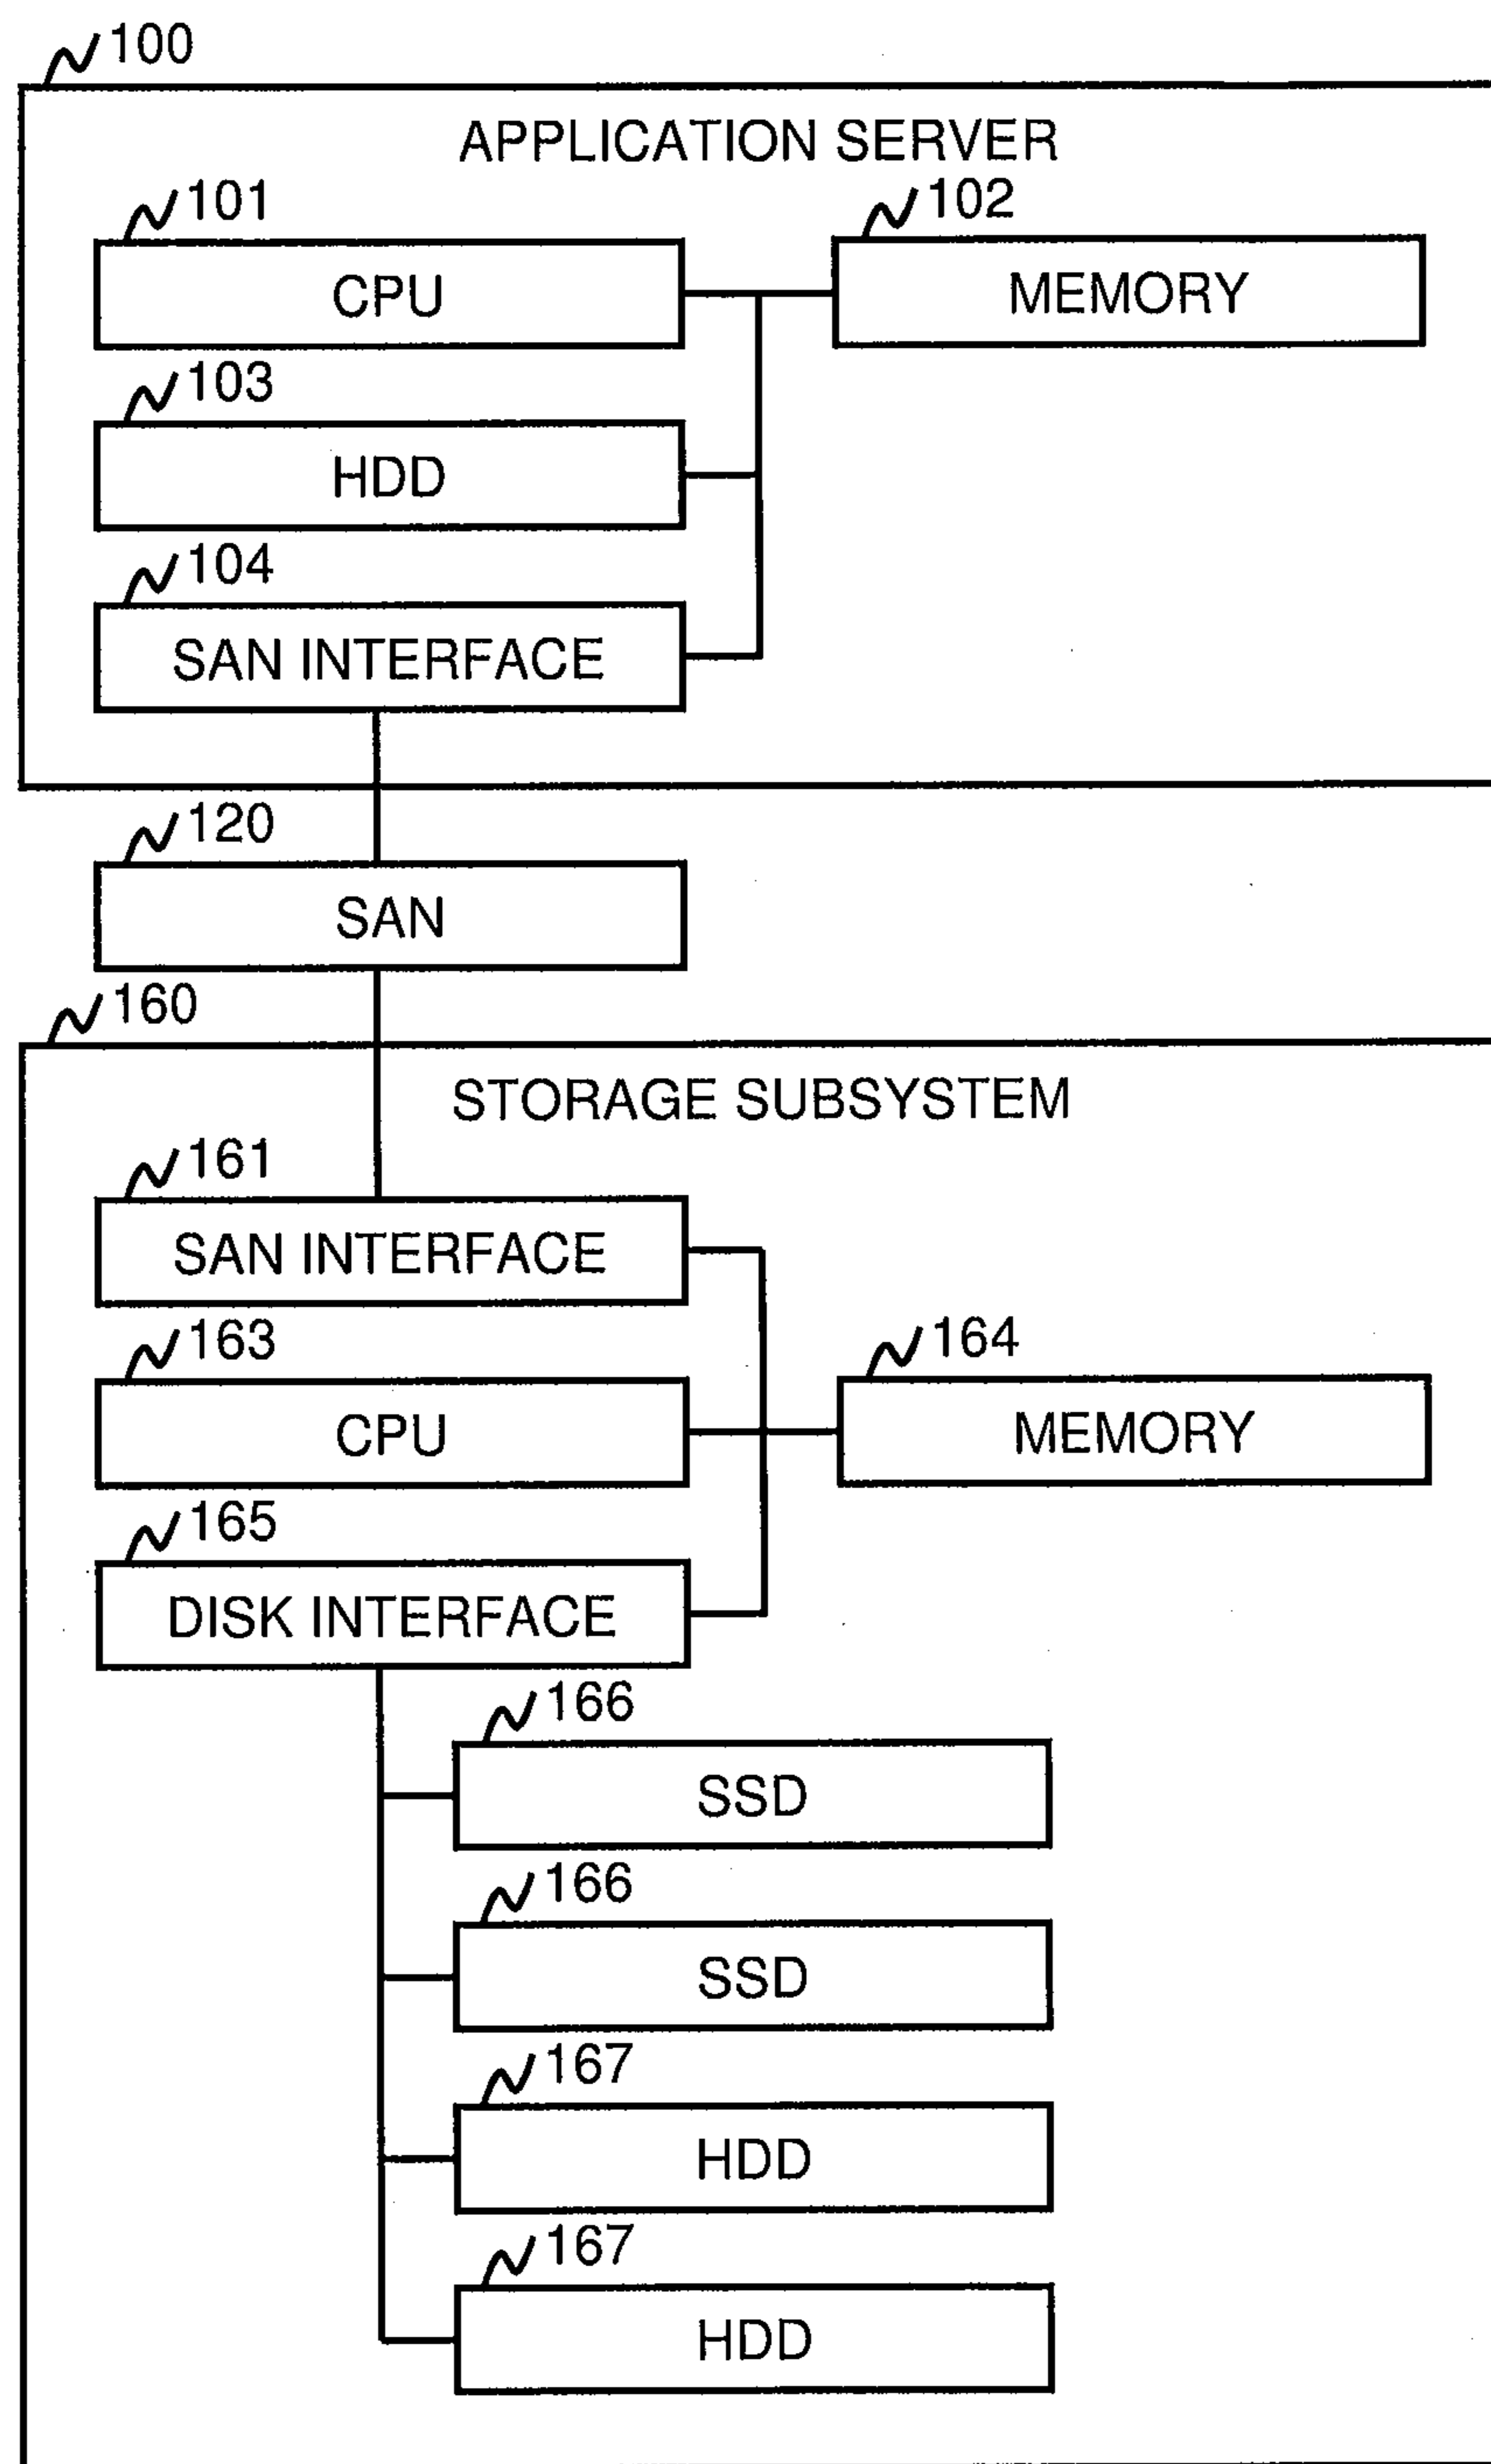 100
APPLICATION SERVER
101
102
CPU
MEMORY
103
HDD
104
SAN INTERFACE
120
SAN
160
STORAGE SUBSYSTEM
161
SAN INTERFACE
163
164
CPU
MEMORY
165
DISK INTERFACE
166
SSD
166
SSD
167
HDD
167
HDD